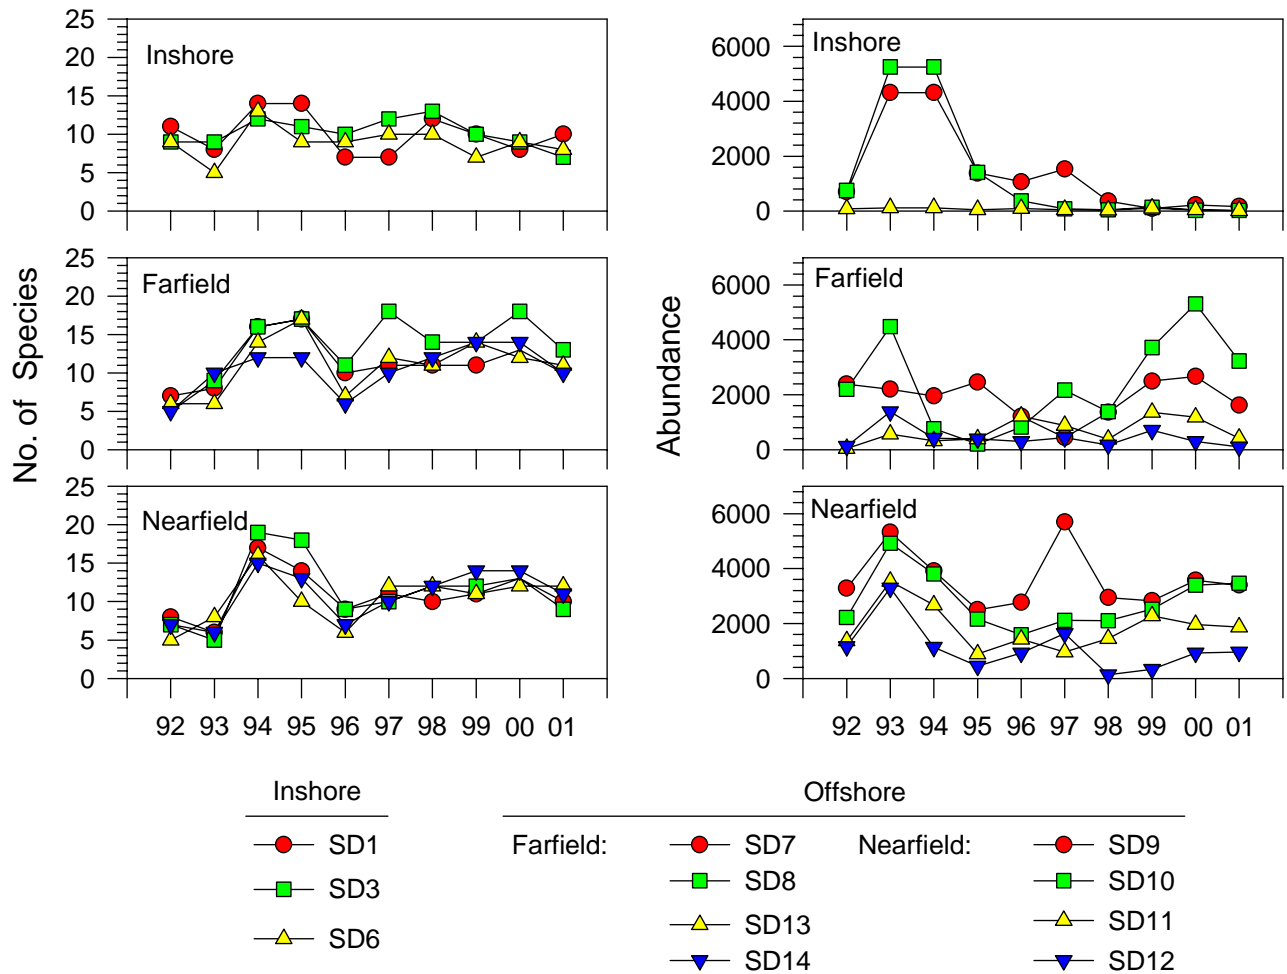 No. of Species
25
20
15
10
5
0
Inshore
25
20
15
10
5
0
Farfield
25
20
15
10
5
0
Nearfield
92 93 94 95 96 97 98 99 00 01
Abundance
6000
4000
2000
0
Inshore
6000
4000
2000
0
Farfield
6000
4000
2000
0
Nearfield
92 93 94 95 96 97 98 99 00 01
Inshore
SD1
SD3
SD6
Offshore
Farfield:
SD7
SD8
SD13
SD14
Nearfield:
SD9
SD10
SD11
SD12